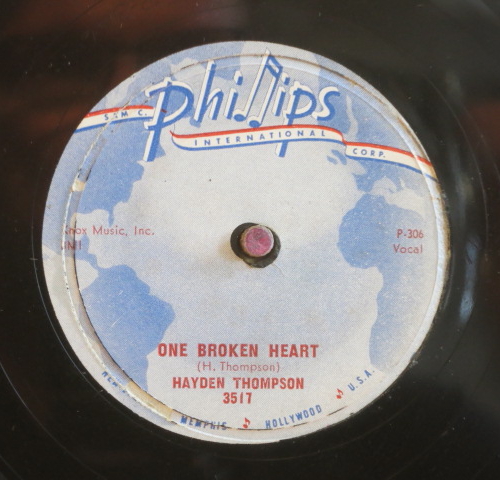 S. S. M. C.
Phillips
INTERNATIONAL
CORP.
Knox Music, Inc.
BMI
P-306
Vocal
ONE BROKEN HEART
(H. Thompson)
HAYDEN THOMPSON
3517
MEMPHIS ♪ HOLLYWOOD ♪ U.S.A.